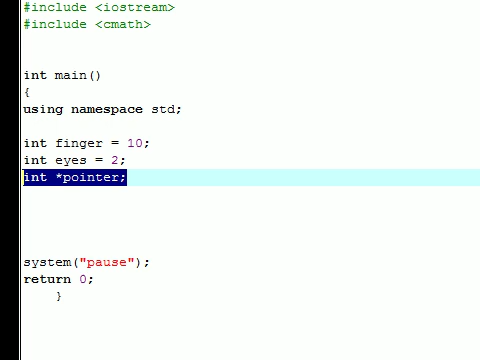 #include <iostream>
#include <cmath>
int main()
{
using namespace std;
int finger = 10;
int eyes = 2;
int *pointer;
system("pause");
return 0;
}